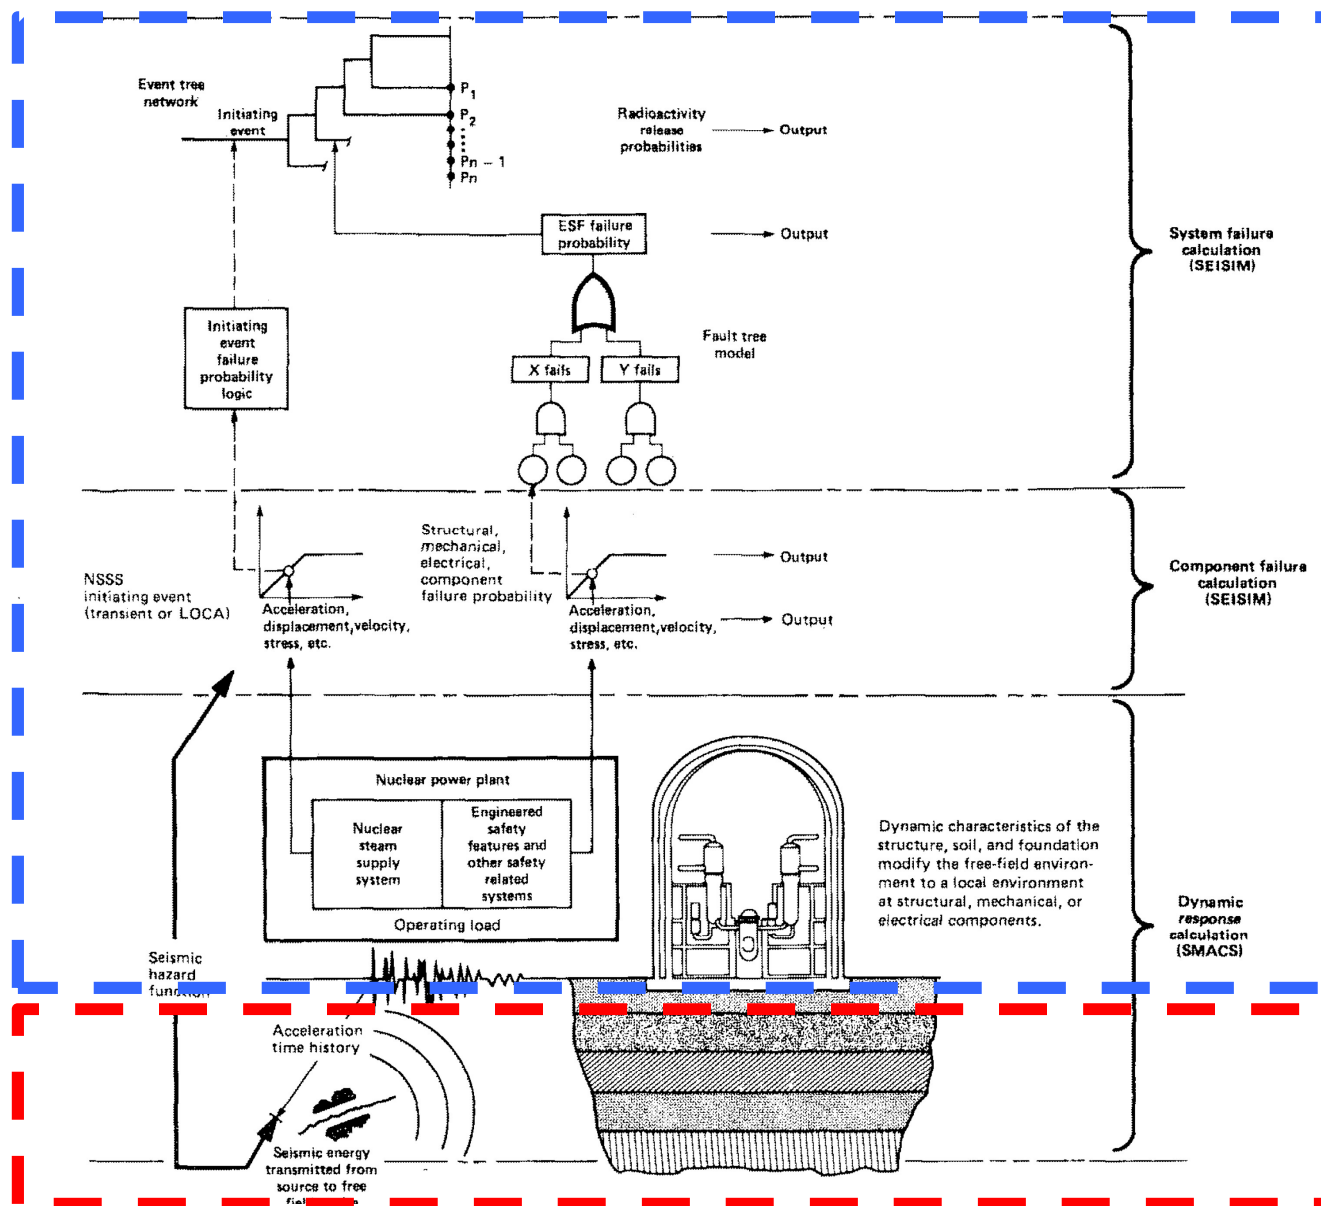 Event tree
network
Initiating
event
P1
P2
Pn - 1
Pn
Radioactivity
release
probabilities
Output
ESF failure
probability
Output
System failure
calculation
(SEISIM)
Initiating
event
failure
probability
logic
Fault tree
model
X fails
Y fails
NSSS
initiating event
(transient or LOCA)
Acceleration,
displacement, velocity,
stress, etc.
Structural,
mechanical,
electrical,
component
failure probability
Acceleration,
displacement, velocity,
stress, etc.
Output
Output
Component failure
calculation
(SEISIM)
Nuclear power plant
Nuclear
steam
supply
system
Engineered
safety
features and
other safety
related
systems
Operating load
Dynamic characteristics of the
structure, soil, and foundation
modify the free-field environ-
ment to a local environment
at structural, mechanical, or
electrical components.
Dynamic
response
calculation
(SMACS)
Seismic
hazard
function
Acceleration
time history
Seismic energy
transmitted from
source to free